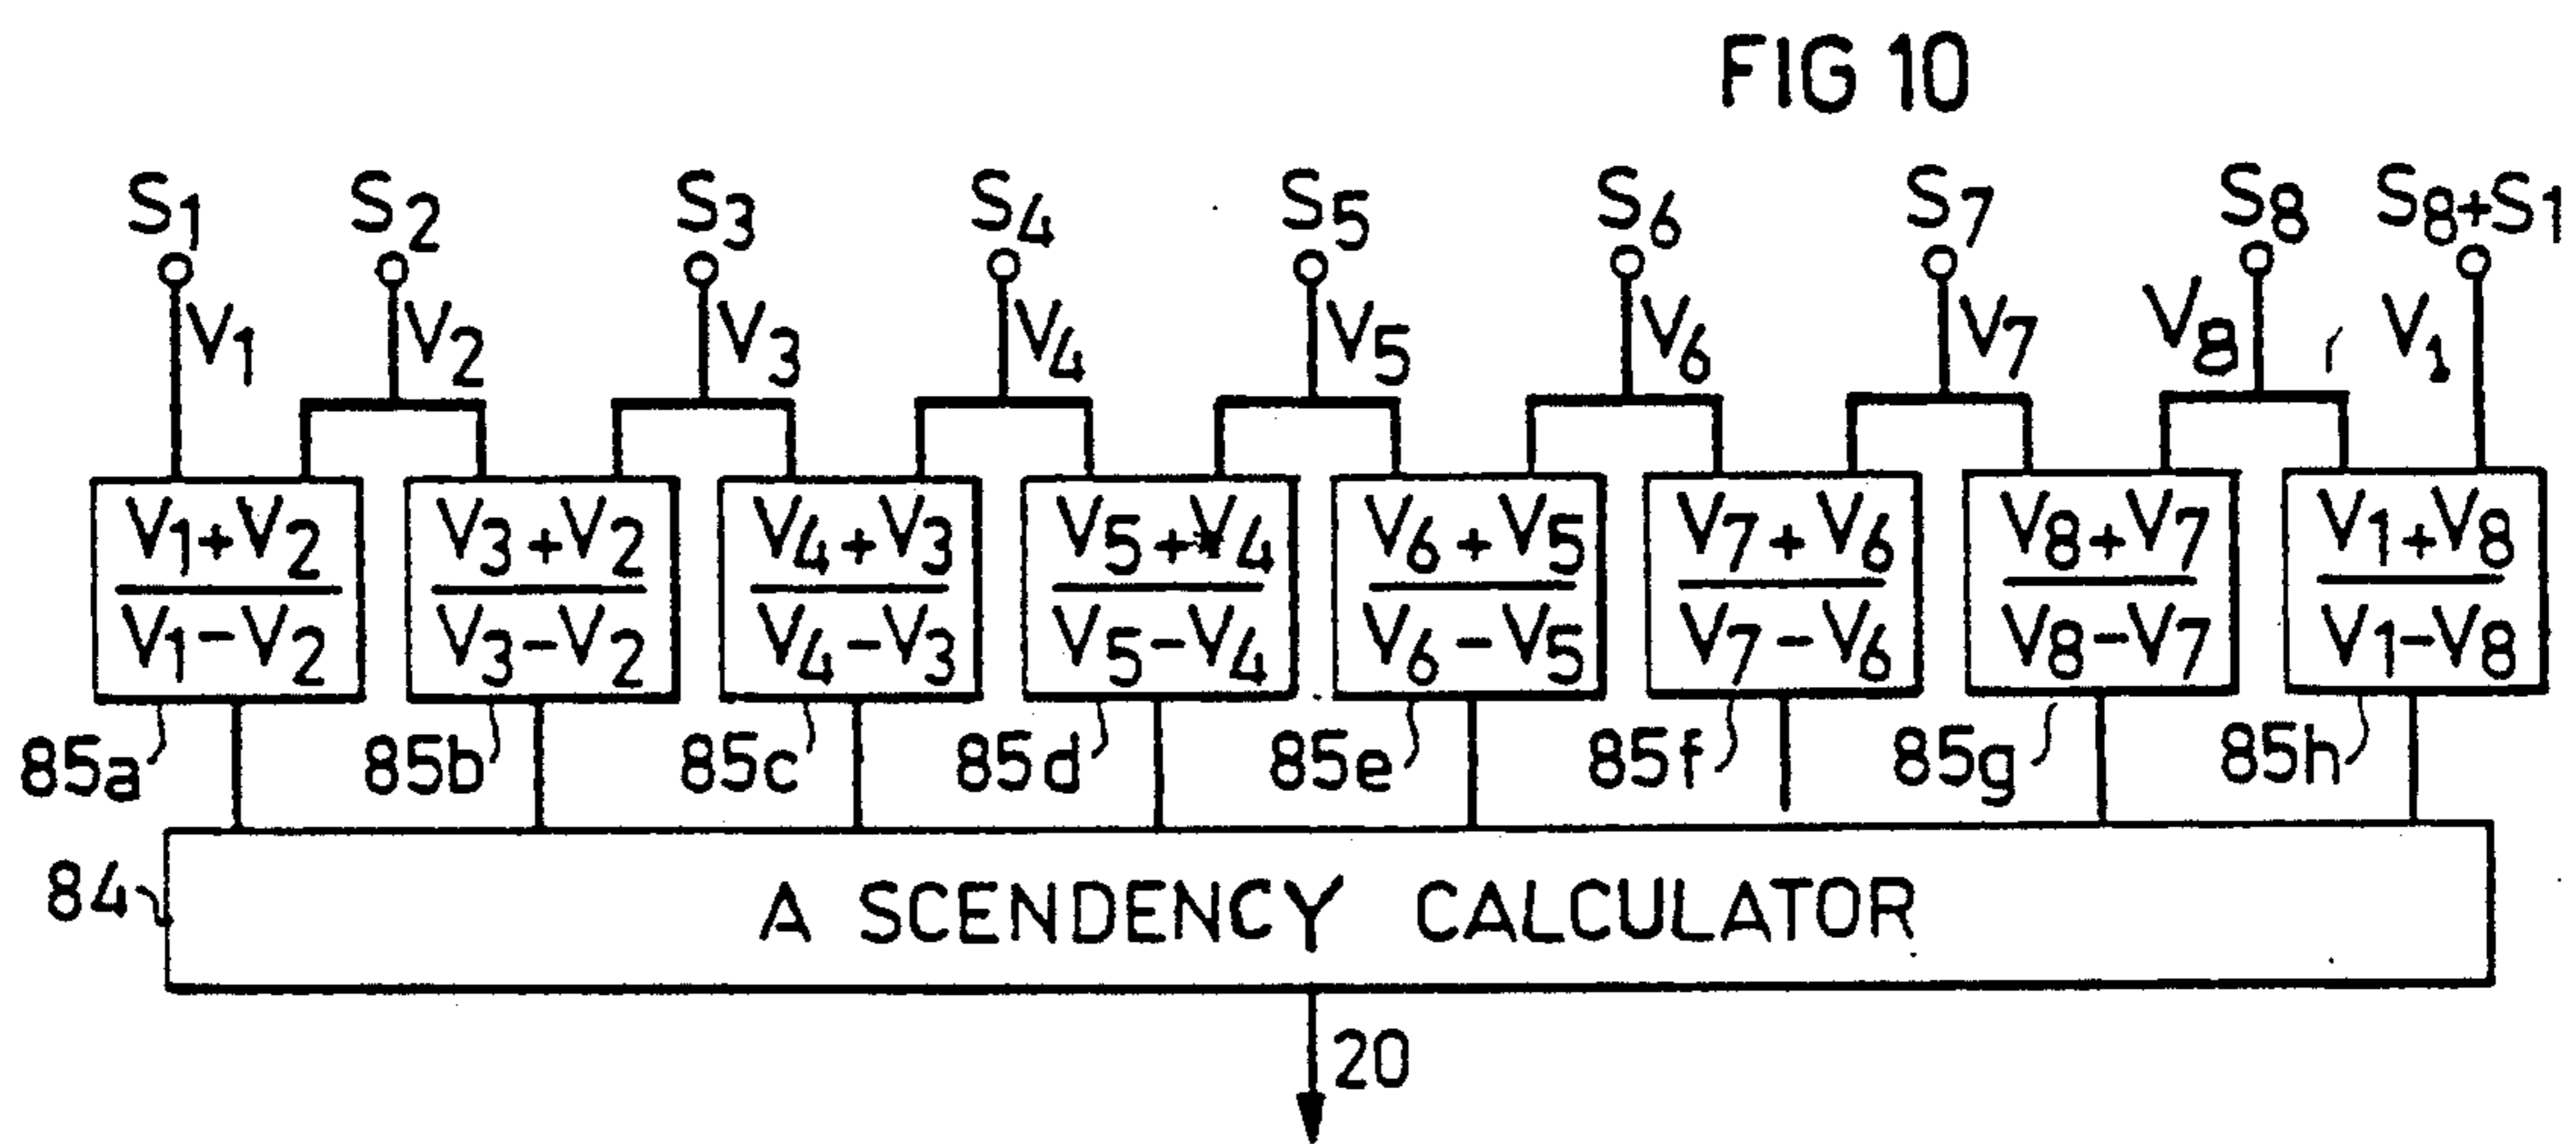 FIG 10
S1 S2 S3 S4 S5 S6 S7 S8 S8+S1
V1 V2 V3 V4 V5 V6 V7 V8 V1
V1+V2 V3+V2 V4+V3 V5+V4 V6+V5 V7+V6 V8+V7 V1+V8
V1-V2 V3-V2 V4-V3 V5-V4 V6-V5 V7-V6 V8-V7 V1-V8
85a 85b 85c 85d 85e 85f 85g 85h
84 A SCENDENCY CALCULATOR
20